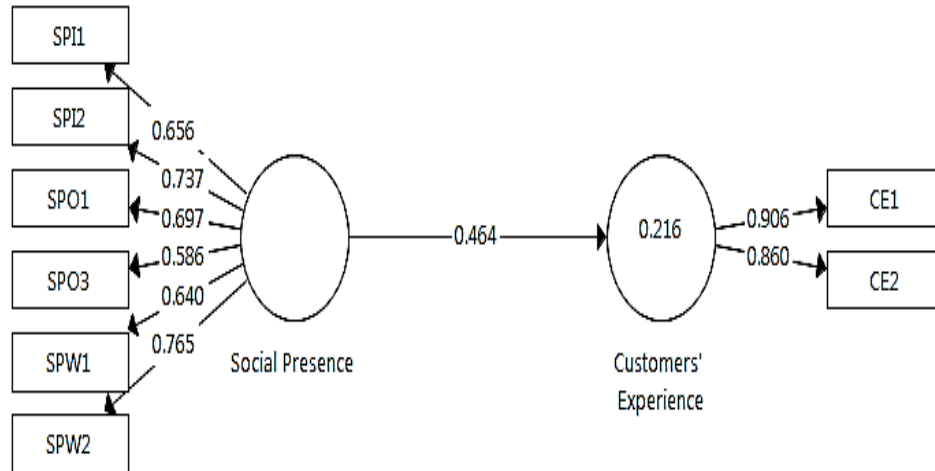 SPI1
0.656
SPI2
0.737
SPO1
0.697
SPO3
0.586
SPW1
0.640
SPW2
0.765
Social Presence
0.464
0.216
Customers'
Experience
0.906
CE1
0.860
CE2